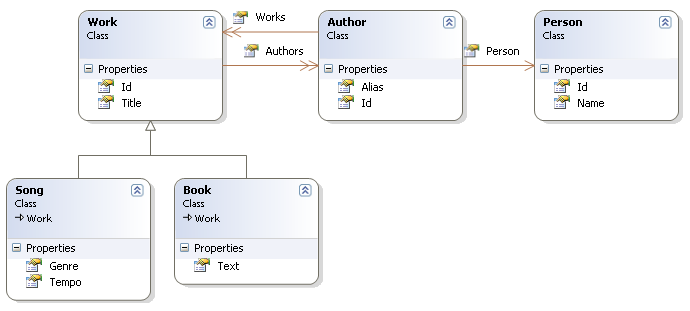 Work
Class
Properties
Id
Title
Works
Authors
Author
Class
Properties
Alias
Id
Person
Person
Class
Properties
Id
Name
Song
Class
Work
Properties
Genre
Tempo
Book
Class
Work
Properties
Text